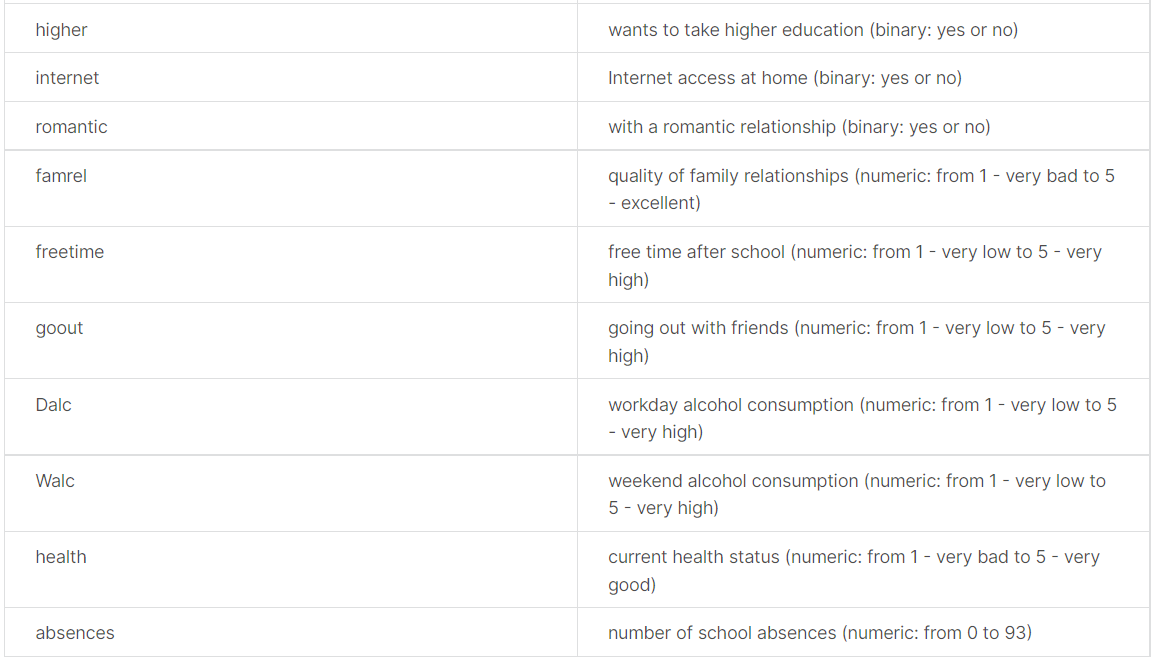 higher
wants to take higher education (binary: yes or no)
internet
Internet access at home (binary: yes or no)
romantic
with a romantic relationship (binary: yes or no)
famrel
quality of family relationships (numeric: from 1 - very bad to 5
- excellent)
freetime
free time after school (numeric: from 1 - very low to 5 - very
high)
goout
going out with friends (numeric: from 1 - very low to 5 - very
high)
Dalc
workday alcohol consumption (numeric: from 1 - very low to 5
- very high)
Walc
weekend alcohol consumption (numeric: from 1 - very low to
5 - very high)
health
current health status (numeric: from 1 - very bad to 5 - very
good)
absences
number of school absences (numeric: from 0 to 93)